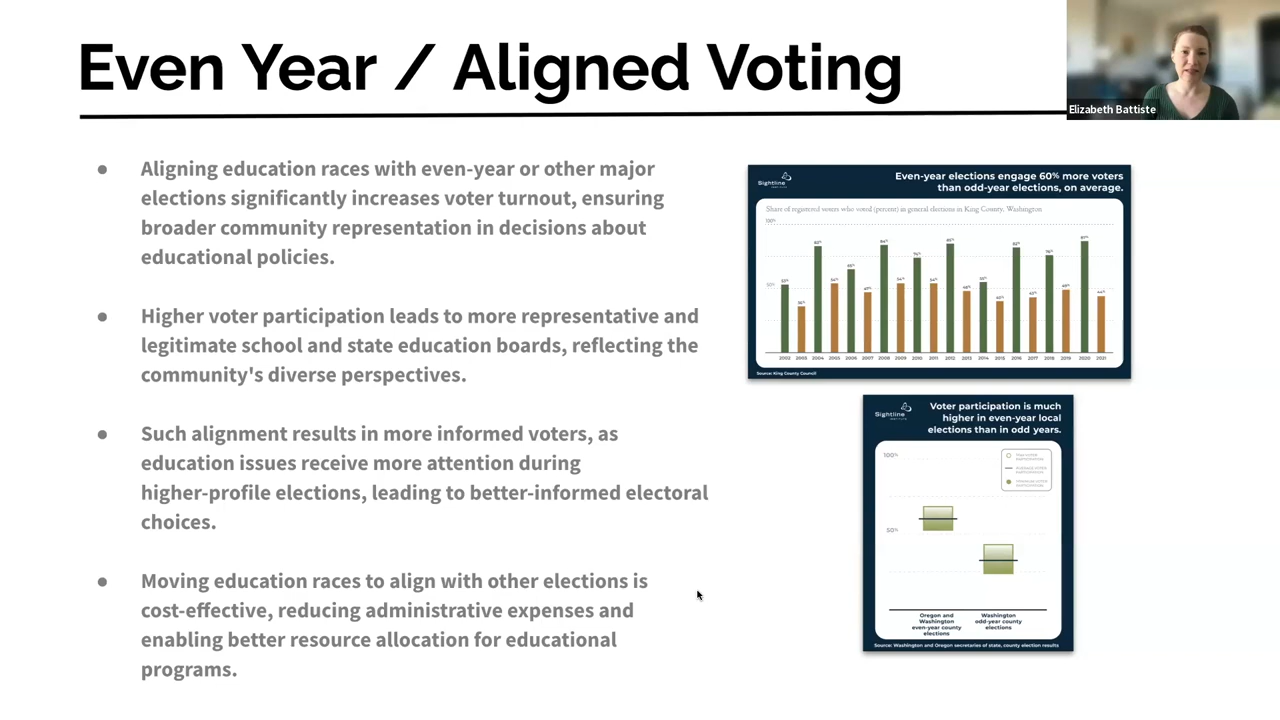 Even Year / Aligned Voting
Elizabeth Battiste
● Aligning education races with even-year or other major
elections significantly increases voter turnout, ensuring
broader community representation in decisions about
educational policies.
● Higher voter participation leads to more representative and
legitimate school and state education boards, reflecting the
community's diverse perspectives.
● Such alignment results in more informed voters, as
education issues receive more attention during
higher-profile elections, leading to better-informed electoral
choices.
● Moving education races to align with other elections is
cost-effective, reducing administrative expenses and
enabling better resource allocation for educational
programs.
Sightline
INSTITUTE
Even-year elections engage 60% more voters
than odd-year elections, on average.
Share of registered voters who voted (percent) in general elections in King County, Washington
100%
50%
2002 2003 2004 2005 2006 2007 2008 2009 2010 2011 2012 2013 2014 2015 2016 2017 2018 2019 2020 2021
Source: King County Council
Sightline
INSTITUTE
Voter participation is much
higher in even-year local
elections than in odd years.
100%
50%
Oregon and
Washington
even-year county
elections
Washington
odd-year county
elections
Source: Washington and Oregon secretaries of state, county election results